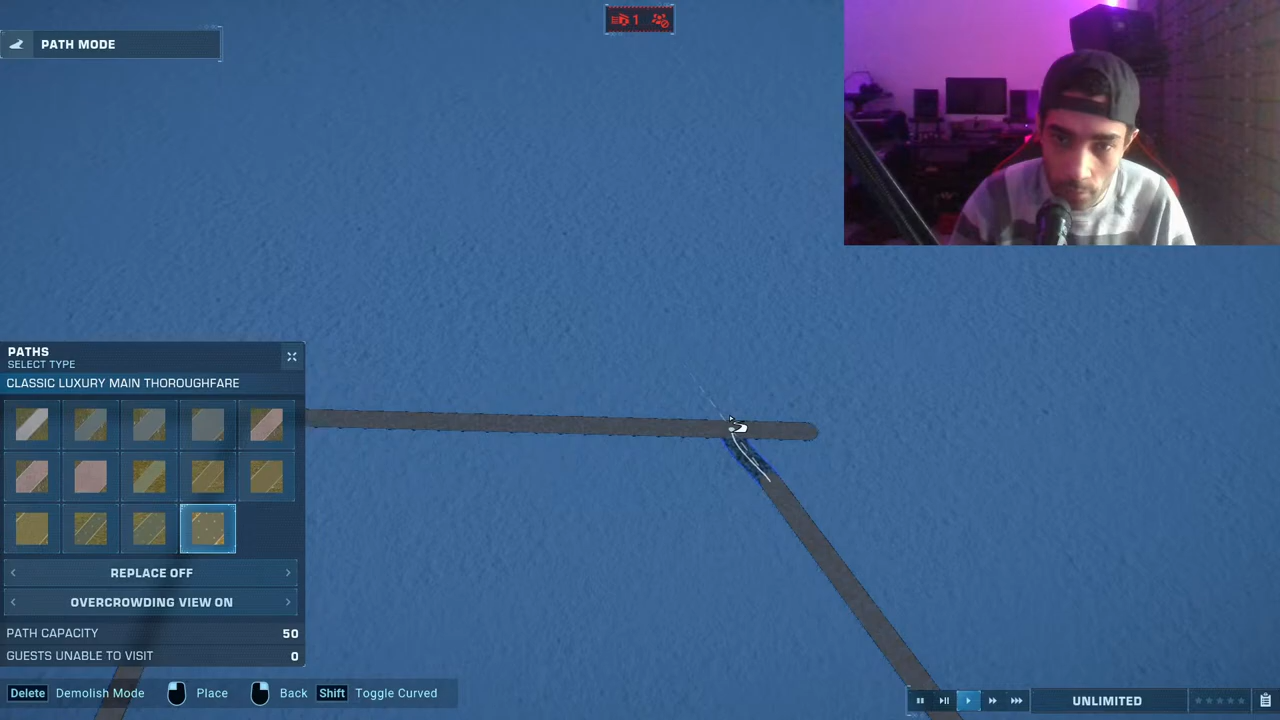 1
PATH MODE
PATHS
SELECT TYPE
CLASSIC LUXURY MAIN THOROUGHFARE
REPLACE OFF
OVERCROWDING VIEW ON
PATH CAPACITY 50
GUESTS UNABLE TO VISIT 0
Delete Demolish Mode Place Back Shift Toggle Curved
UNLIMITED